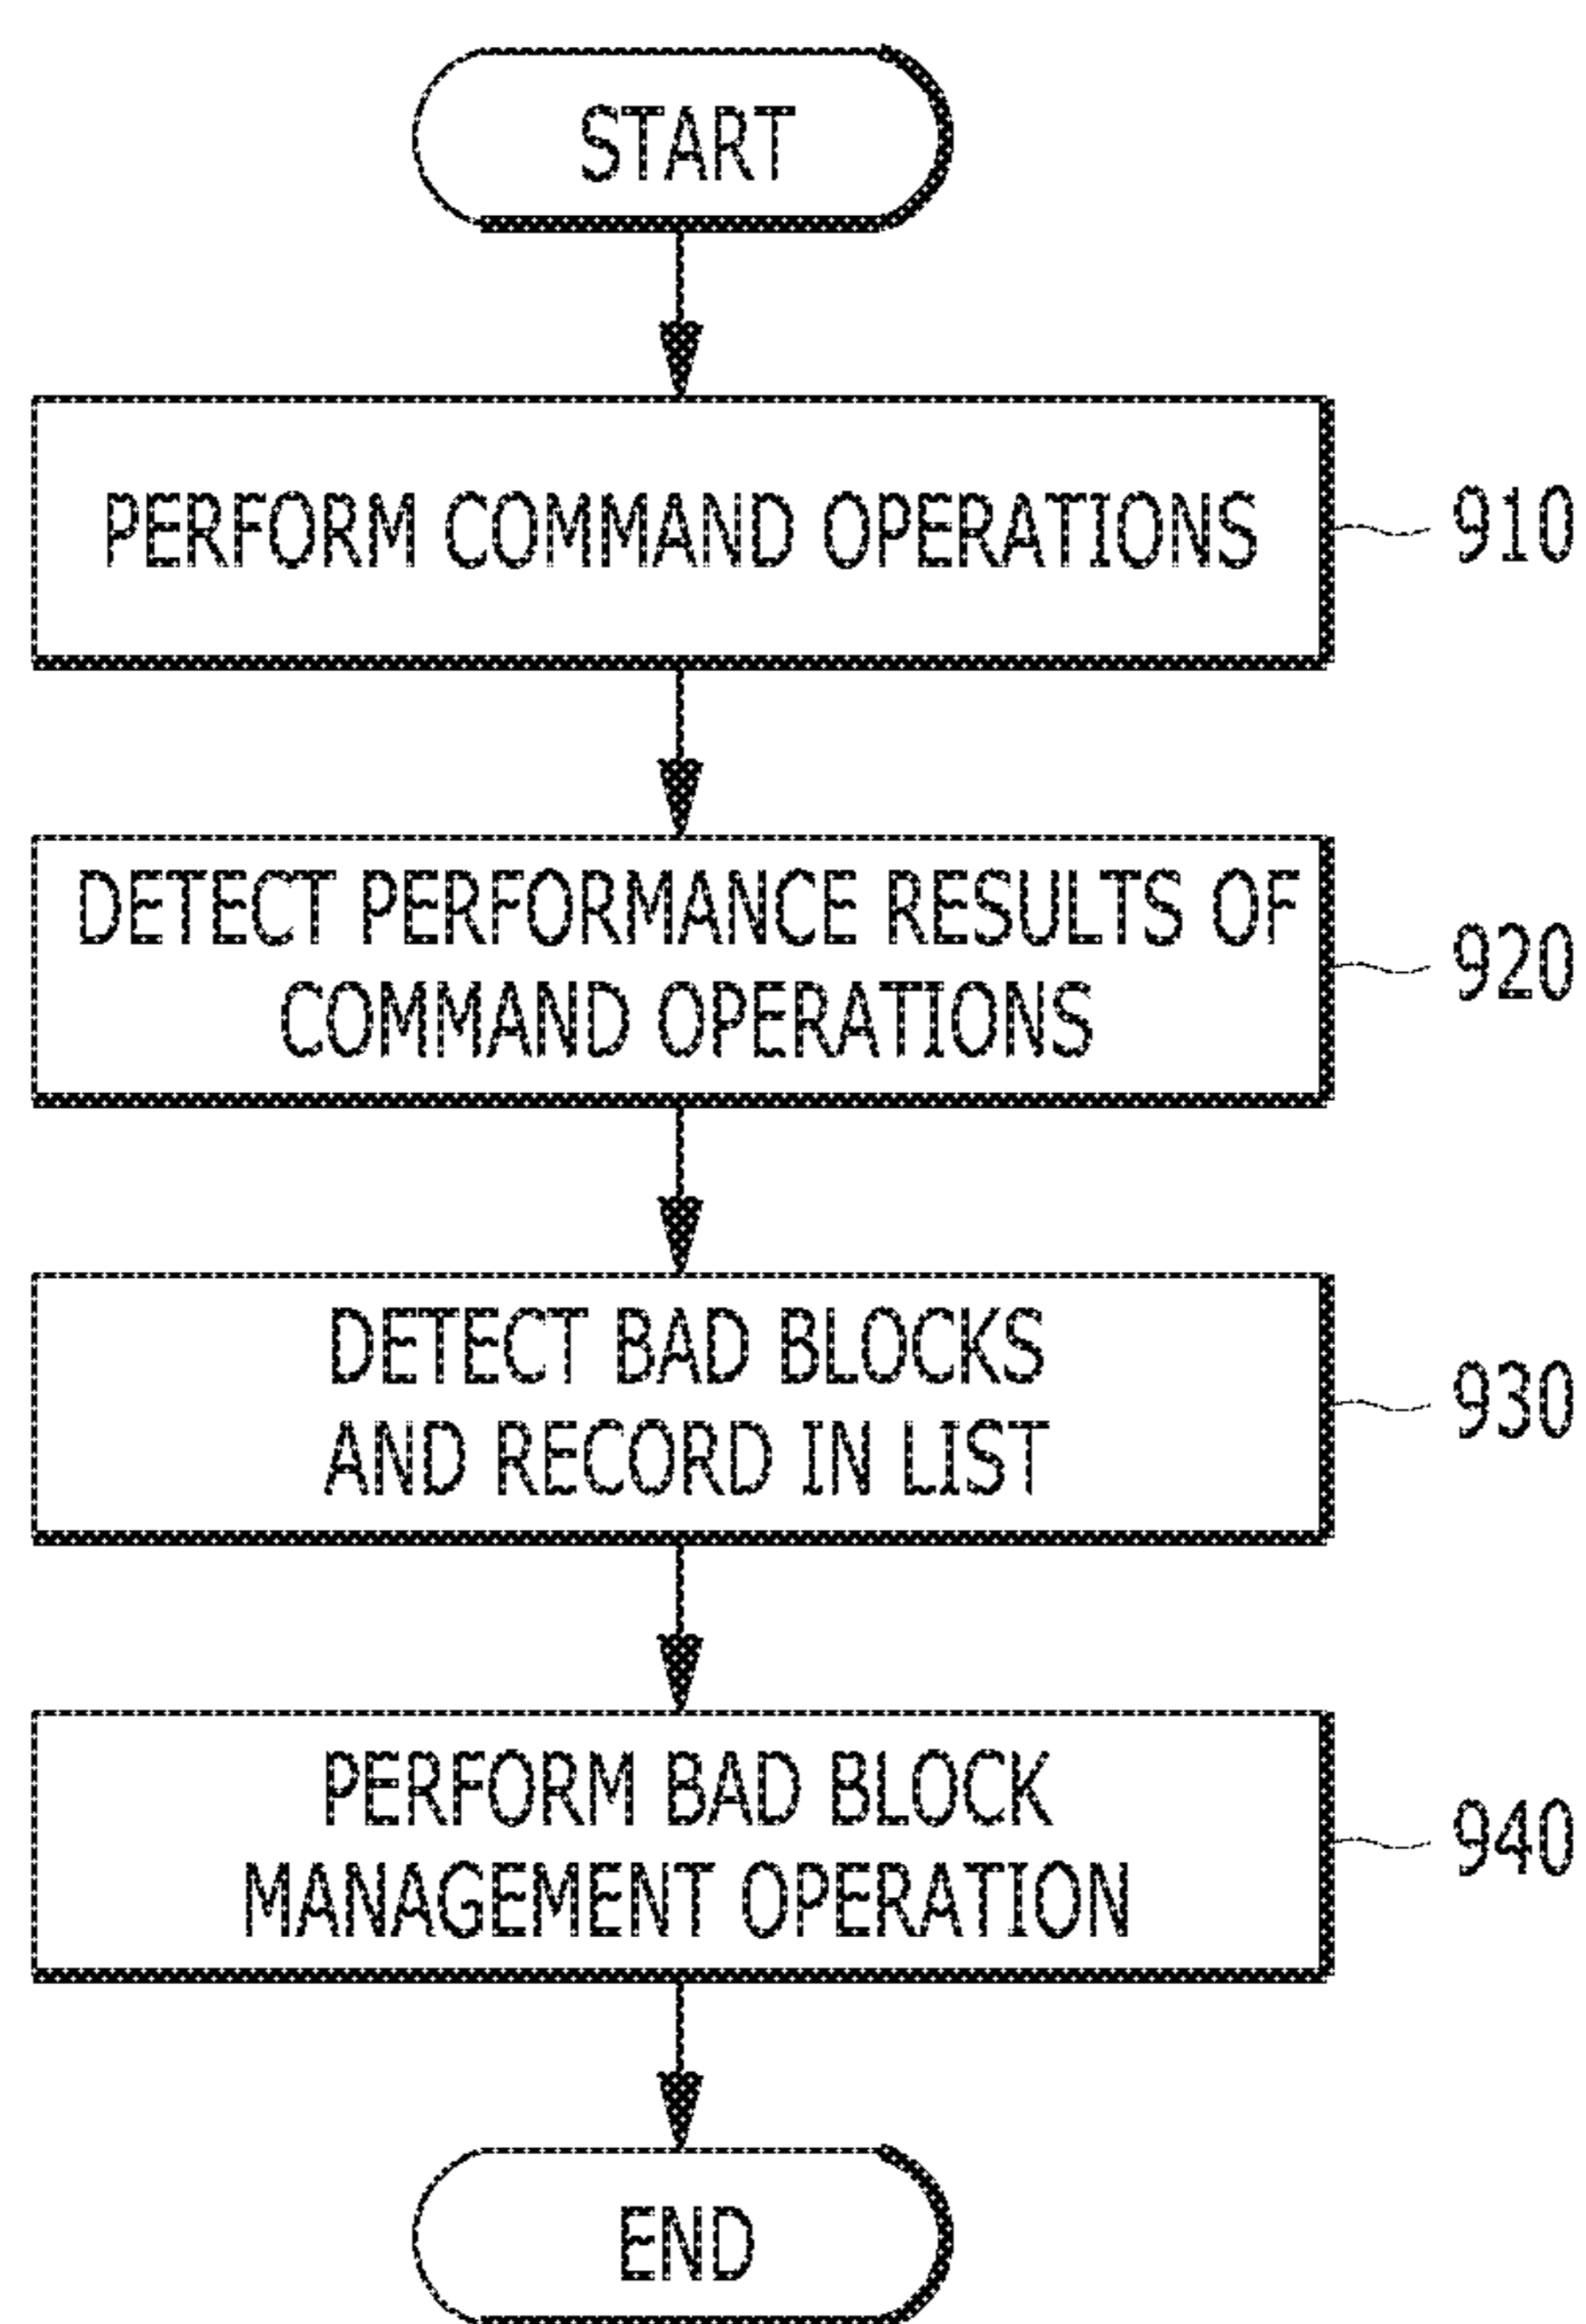 START
PERFORM COMMAND OPERATIONS
910
DETECT PERFORMANCE RESULTS OF
COMMAND OPERATIONS
920
DETECT BAD BLOCKS
AND RECORD IN LIST
930
PERFORM BAD BLOCK
MANAGEMENT OPERATION
940
END